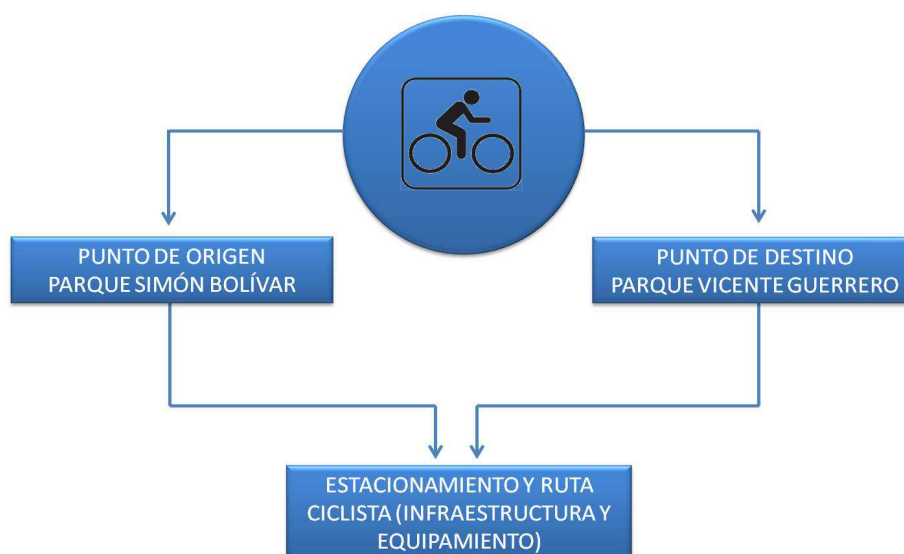 PUNTO DE ORIGEN
PARQUE SIMÓN BOLÍVAR
PUNTO DE DESTINO
PARQUE VICENTE GUERRERO
ESTACIONAMIENTO Y RUTA
CICLISTA (INFRAESTRUCTURA Y
EQUIPAMIENTO)